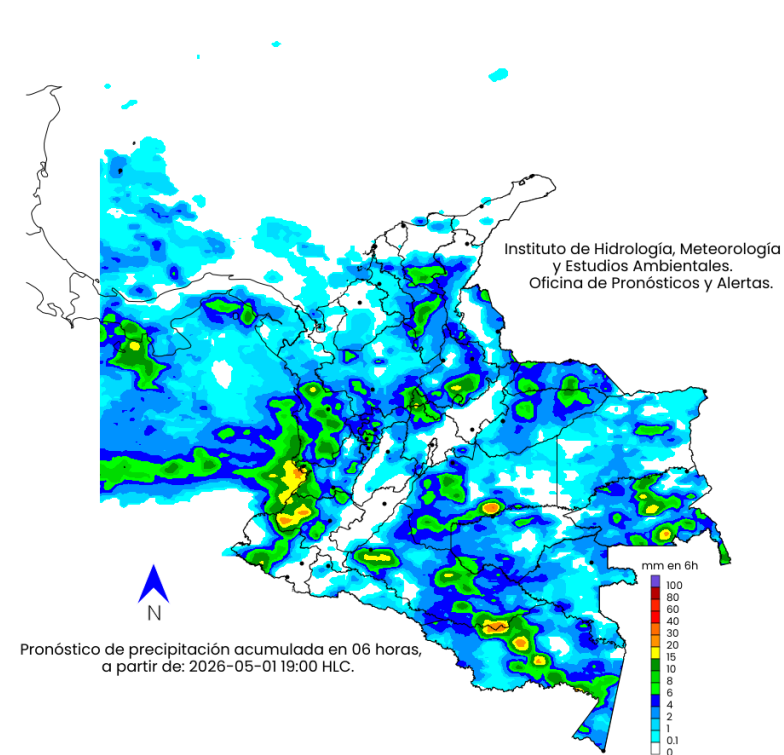 Instituto de Hidrología, Meteorología
y Estudios Ambientales.
Oficina de Pronósticos y Alertas.
mm en 6h
100
80
60
40
30
20
15
10
8
6
4
2
1
0.1
0
N
Pronóstico de precipitación acumulada en 06 horas,
a partir de: 2026-05-01 19:00 HLC.